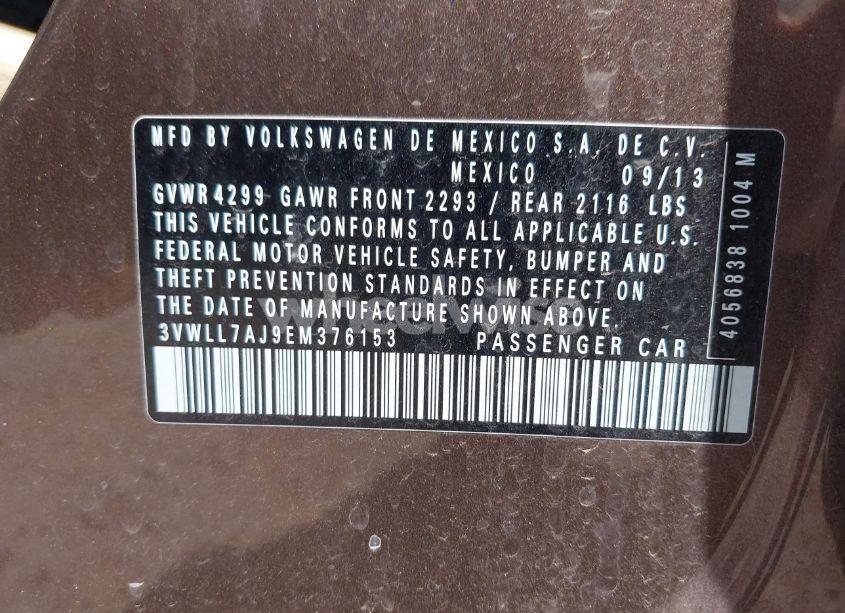 MFD BY VOLKSWAGEN DE MEXICO S.A. DE C.V.
MEXICO 09/13
GVWR 4299 GAWR FRONT 2293 / REAR 2116 LBS
THIS VEHICLE CONFORMS TO ALL APPLICABLE U.S.
FEDERAL MOTOR VEHICLE SAFETY, BUMPER AND
THEFT PREVENTION STANDARDS IN EFFECT ON
THE DATE OF MANUFACTURE SHOWN ABOVE.
3VWLL7AJ9EM376153 PASSENGER CAR
4056838 1004 M
wheelwise